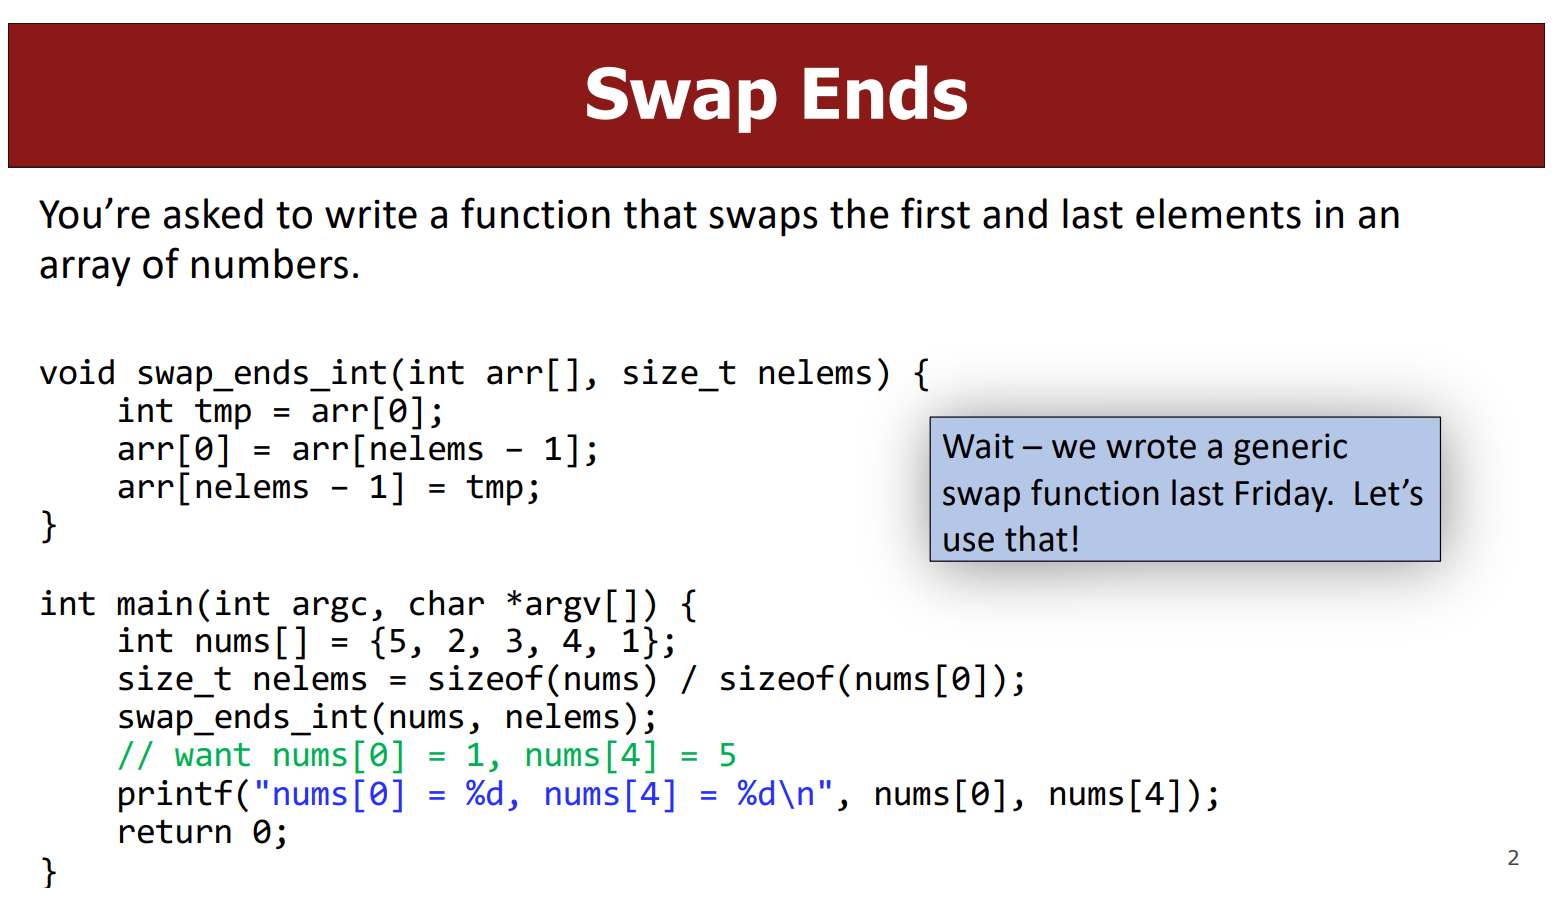 Swap Ends
You’re asked to write a function that swaps the first and last elements in an
array of numbers.
void swap_ends_int(int arr[], size_t nelems) {
    int tmp = arr[0];
    arr[0] = arr[nelems – 1];
    arr[nelems – 1] = tmp;
}
Wait – we wrote a generic
swap function last Friday.  Let’s
use that!
int main(int argc, char *argv[]) {
    int nums[] = {5, 2, 3, 4, 1};
    size_t nelems = sizeof(nums) / sizeof(nums[0]);
    swap_ends_int(nums, nelems);
    // want nums[0] = 1, nums[4] = 5
    printf("nums[0] = %d, nums[4] = %d\n", nums[0], nums[4]);
    return 0;
}
2